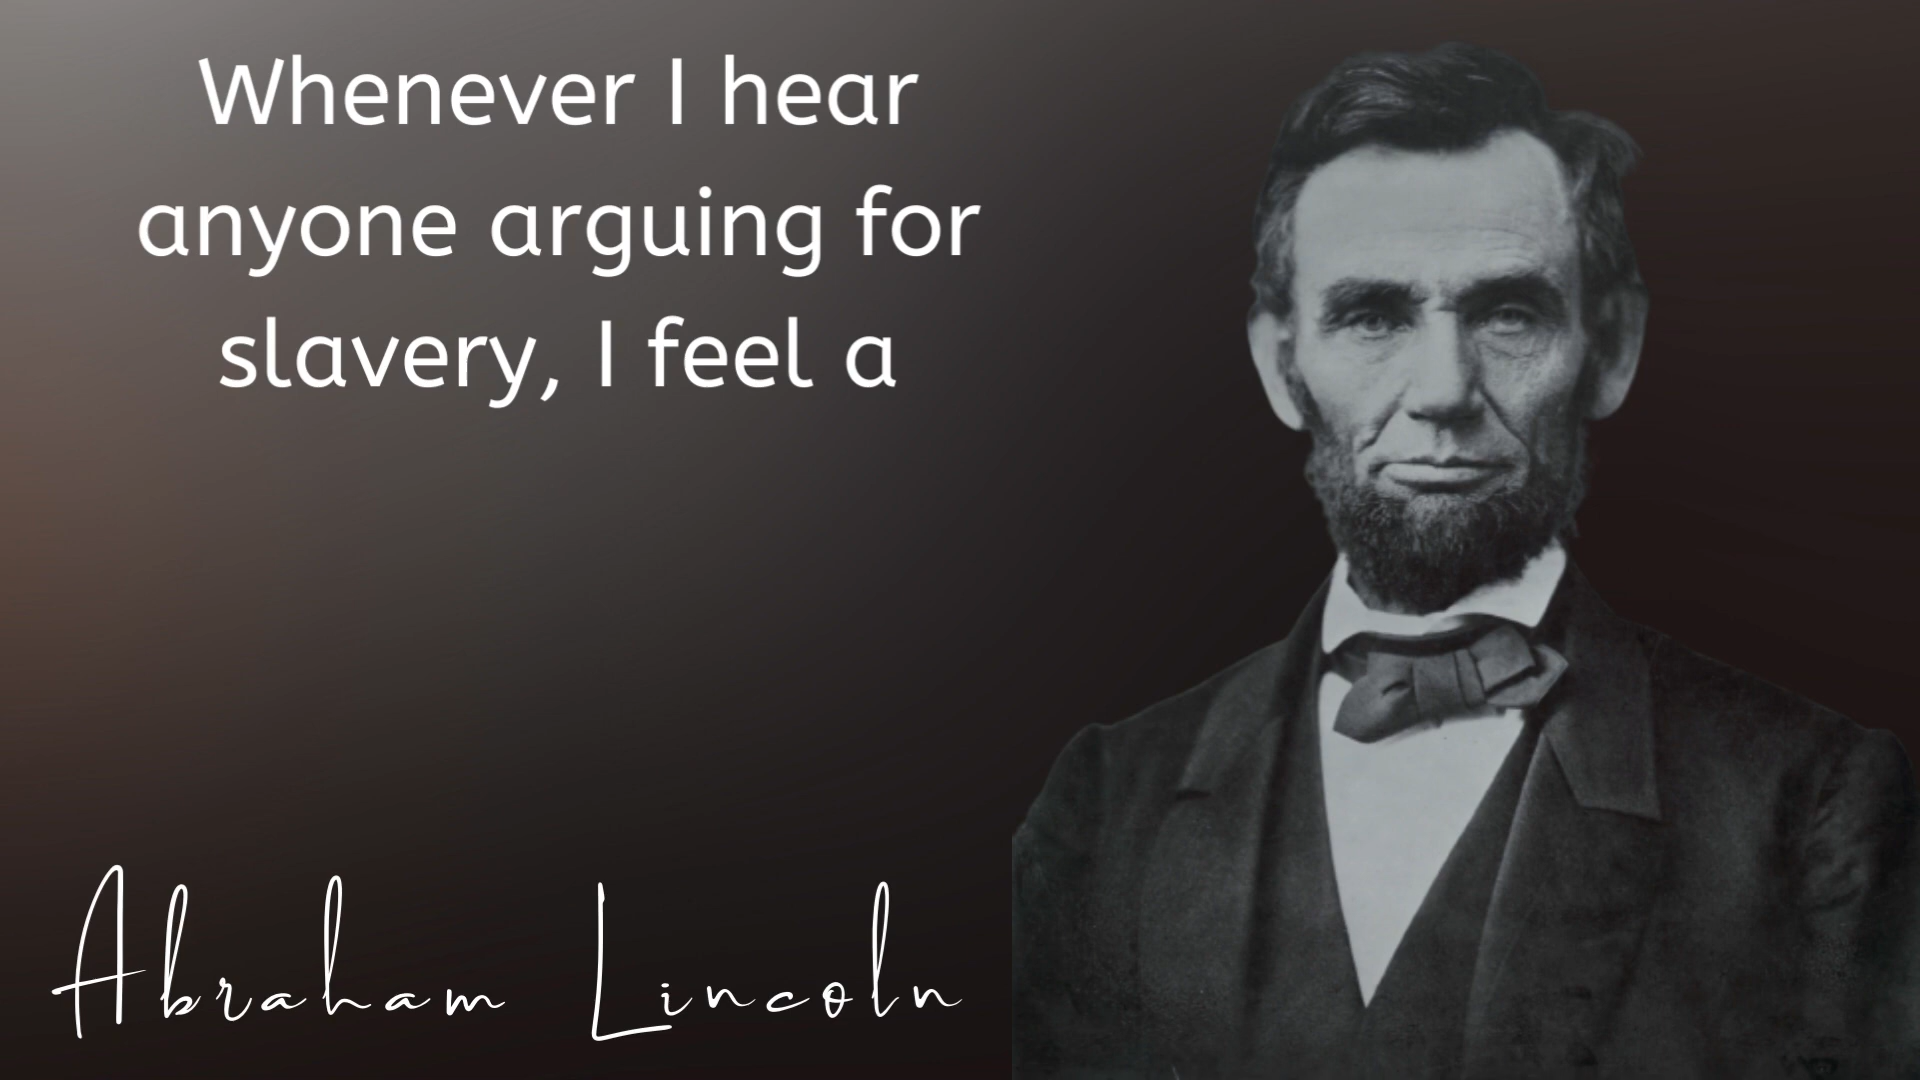 Whenever I hear
anyone arguing for
slavery, I feel a
Abraham Lincoln